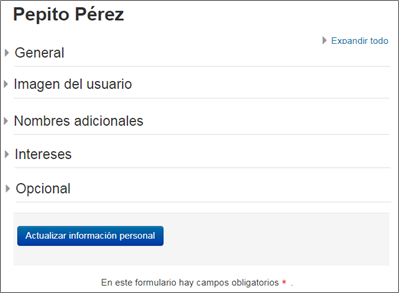 Pepito Pérez
Expandir todo
General
Imagen del usuario
Nombres adicionales
Intereses
Opcional
Actualizar información personal
En este formulario hay campos obligatorios * .